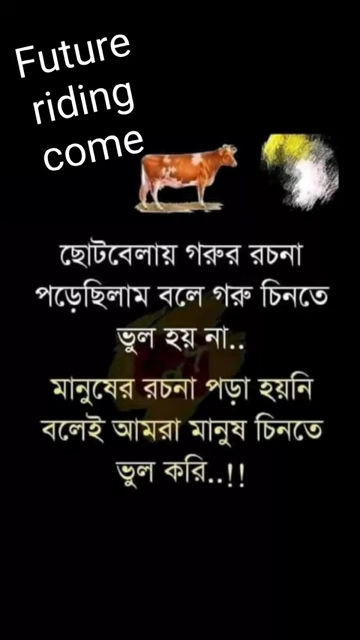 Future
riding
come
ছোটবেলায় গরুর রচনা
পড়েছিলাম বলে গরু চিনতে
ভুল হয় না..
মানুষের রচনা পড়া হয়নি
বলেই আমরা মানুষ চিনতে
ভুল করি..!!